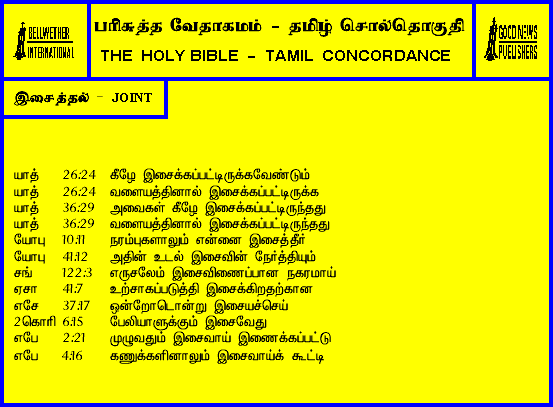 BELLWETHER
INTERNATIONAL
பரிசுத்த வேதாகமம் - தமிழ் சொல்தொகுதி
THE HOLY BIBLE - TAMIL CONCORDANCE
GOOD NEWS
PUBLISHERS
இசைத்தல் - JOINT
யாத் 26:24 கீழே இசைக்கப்பட்டிருக்கவேண்டும்
யாத் 26:24 வளையத்தினால் இசைக்கப்பட்டிருக்க
யாத் 36:29 அவைகள் கீழே இசைக்கப்பட்டிருந்தது
யாத் 36:29 வளையத்தினால் இசைக்கப்பட்டிருந்தது
யோபு 10:11 நரம்புகளாலும் என்னை இசைத்தீர்
யோபு 41:12 அதின் உடல் இசைவின் நேர்த்தியும்
சங் 122:3 எருசலேம் இசைவிணைப்பான நகரமாய்
ஏசா 41:7 உற்சாகப்படுத்தி இசைக்கிறதற்கான
எசே 37:17 ஒன்றோடொன்று இசையச்செய்
2கொரி 6:15 பேலியாளுக்கும் இசைவேது
எபே 2:21 முழுவதும் இசைவாய் இணைக்கப்பட்டு
எபே 4:16 கணுக்களினாலும் இசைவாய்க் கூட்டி